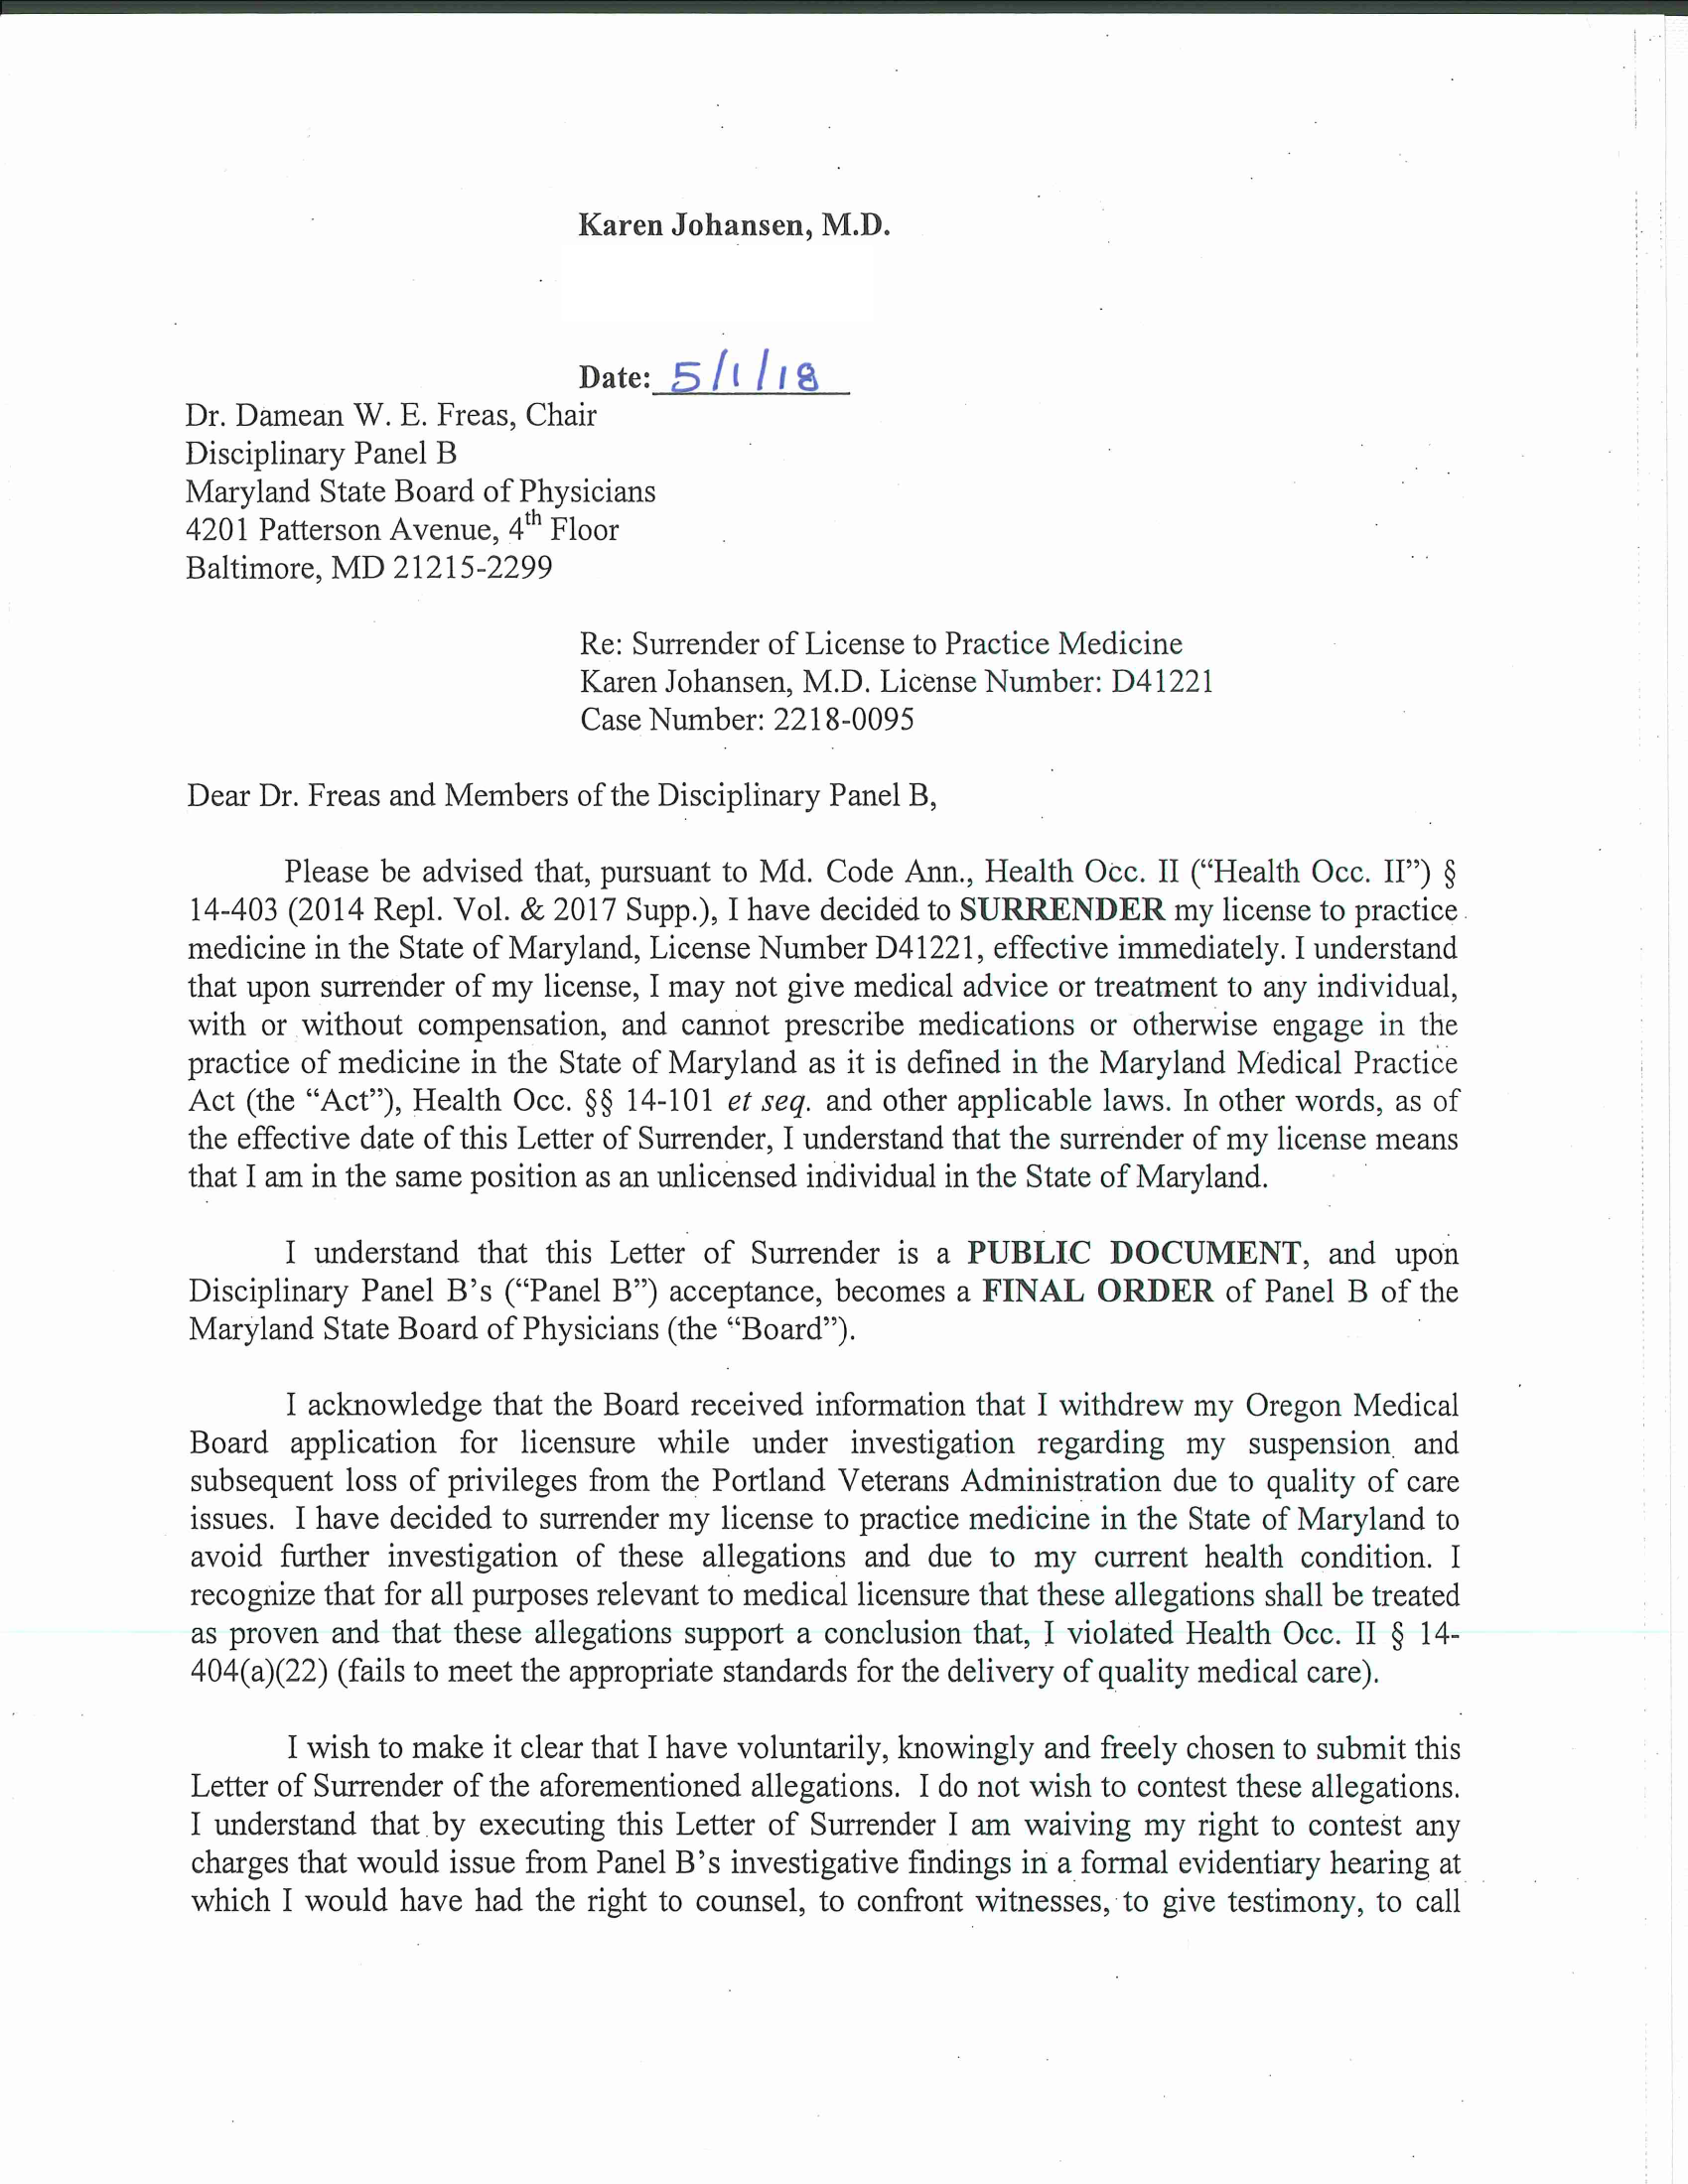 Karen Johansen, M.D.
Date: 5/1/18
Dr. Damean W. E. Freas, Chair
Disciplinary Panel B
Maryland State Board of Physicians
4201 Patterson Avenue, 4th Floor
Baltimore, MD 21215-2299
Re: Surrender of License to Practice Medicine
Karen Johansen, M.D. License Number: D41221
Case Number: 2218-0095
Dear Dr. Freas and Members of the Disciplinary Panel B,
Please be advised that, pursuant to Md. Code Ann., Health Occ. II (“Health Occ. II”) §
14-403 (2014 Repl. Vol. & 2017 Supp.), I have decided to SURRENDER my license to practice
medicine in the State of Maryland, License Number D41221, effective immediately. I understand
that upon surrender of my license, I may not give medical advice or treatment to any individual,
with or without compensation, and cannot prescribe medications or otherwise engage in the
practice of medicine in the State of Maryland as it is defined in the Maryland Medical Practice
Act (the “Act”), Health Occ. §§ 14-101 et seq. and other applicable laws. In other words, as of
the effective date of this Letter of Surrender, I understand that the surrender of my license means
that I am in the same position as an unlicensed individual in the State of Maryland.
I understand that this Letter of Surrender is a PUBLIC DOCUMENT, and upon
Disciplinary Panel B’s (“Panel B”) acceptance, becomes a FINAL ORDER of Panel B of the
Maryland State Board of Physicians (the “Board”).
I acknowledge that the Board received information that I withdrew my Oregon Medical
Board application for licensure while under investigation regarding my suspension and
subsequent loss of privileges from the Portland Veterans Administration due to quality of care
issues. I have decided to surrender my license to practice medicine in the State of Maryland to
avoid further investigation of these allegations and due to my current health condition. I
recognize that for all purposes relevant to medical licensure that these allegations shall be treated
as proven and that these allegations support a conclusion that, I violated Health Occ. II § 14-
404(a)(22) (fails to meet the appropriate standards for the delivery of quality medical care).
I wish to make it clear that I have voluntarily, knowingly and freely chosen to submit this
Letter of Surrender of the aforementioned allegations. I do not wish to contest these allegations.
I understand that by executing this Letter of Surrender I am waiving my right to contest any
charges that would issue from Panel B’s investigative findings in a formal evidentiary hearing at
which I would have had the right to counsel, to confront witnesses, to give testimony, to call